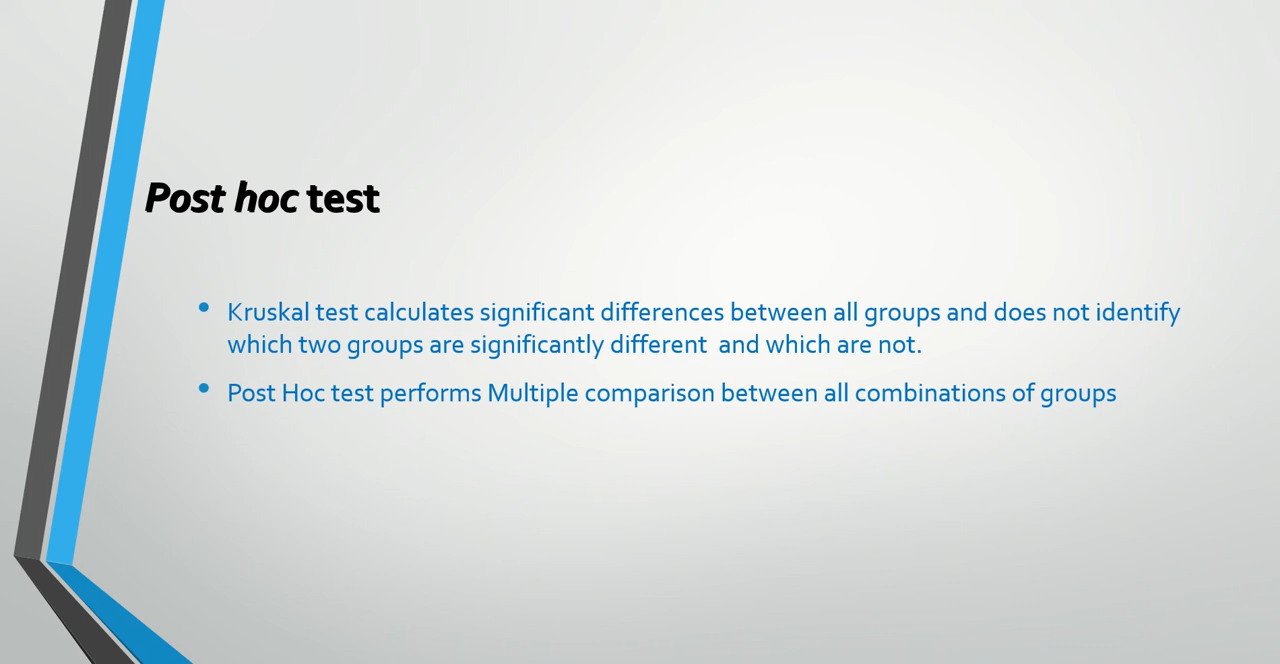 Post hoc test
• Kruskal test calculates significant differences between all groups and does not identify
which two groups are significantly different  and which are not.
• Post Hoc test performs Multiple comparison between all combinations of groups